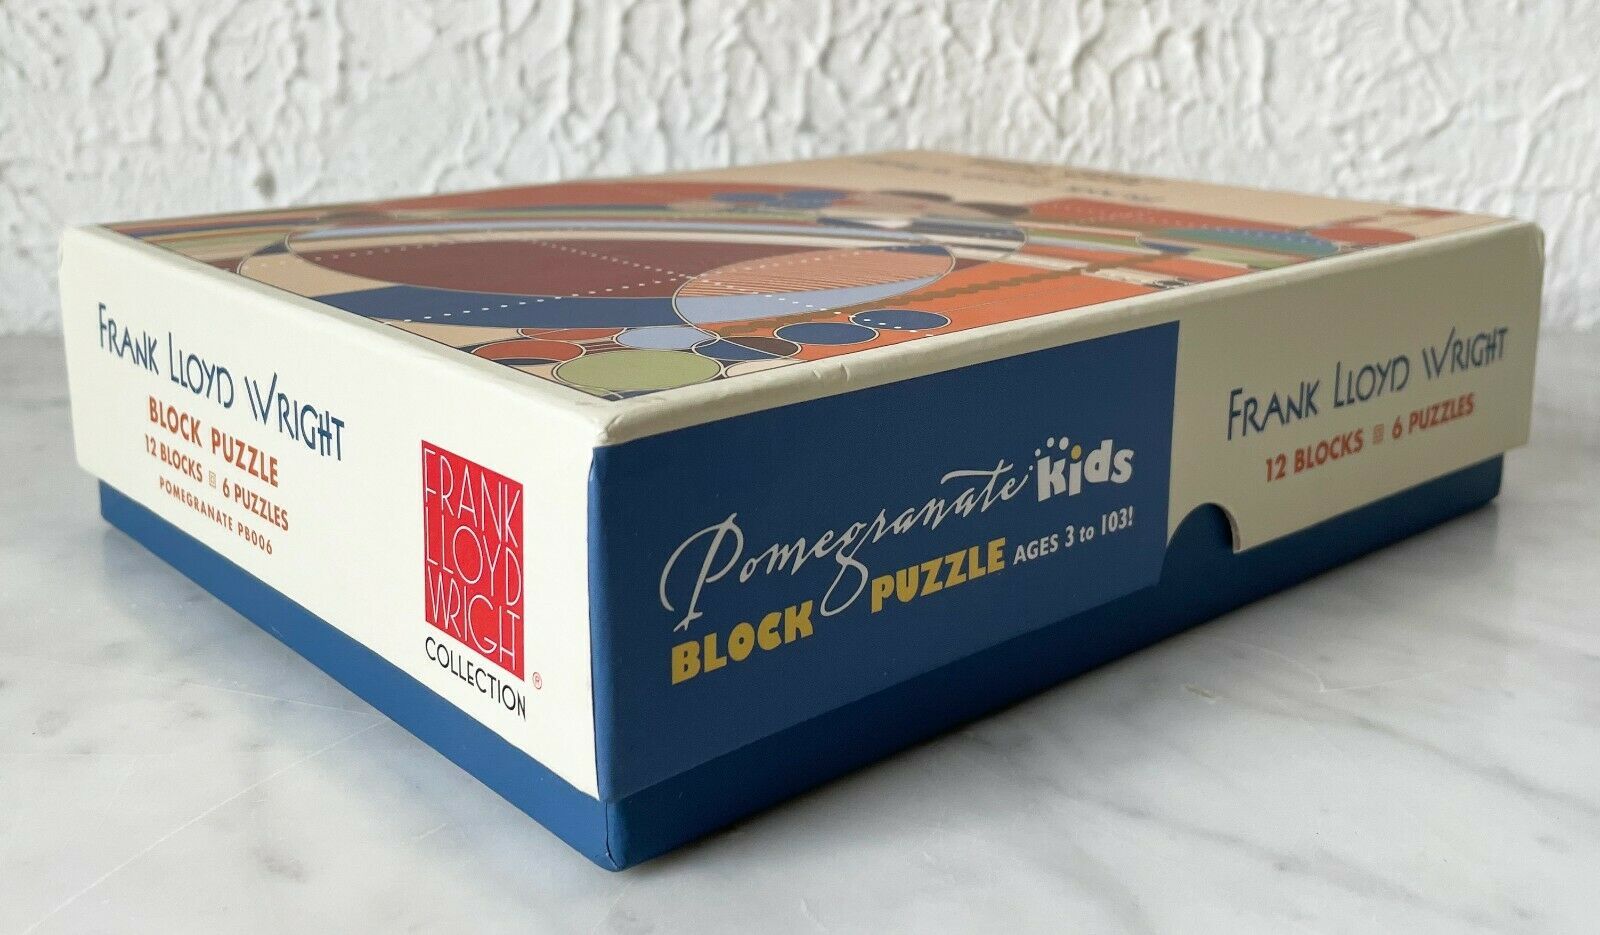 FRANK LLOYD WRIGHT
BLOCK PUZZLE
12 BLOCKS 6 PUZZLES
POMEGRANATE PB006
FRANK
LLOYD
WRIGHT
®
COLLECTION
Pomegranate kids
BLOCK PUZZLE AGES 3 to 103!
FRANK LLOYD WRIGHT
12 BLOCKS 6 PUZZLES